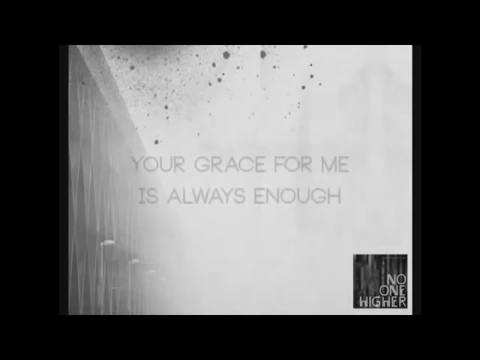 YOUR GRACE FOR ME
IS ALWAYS ENOUGH
NO
ONE
HIGHER